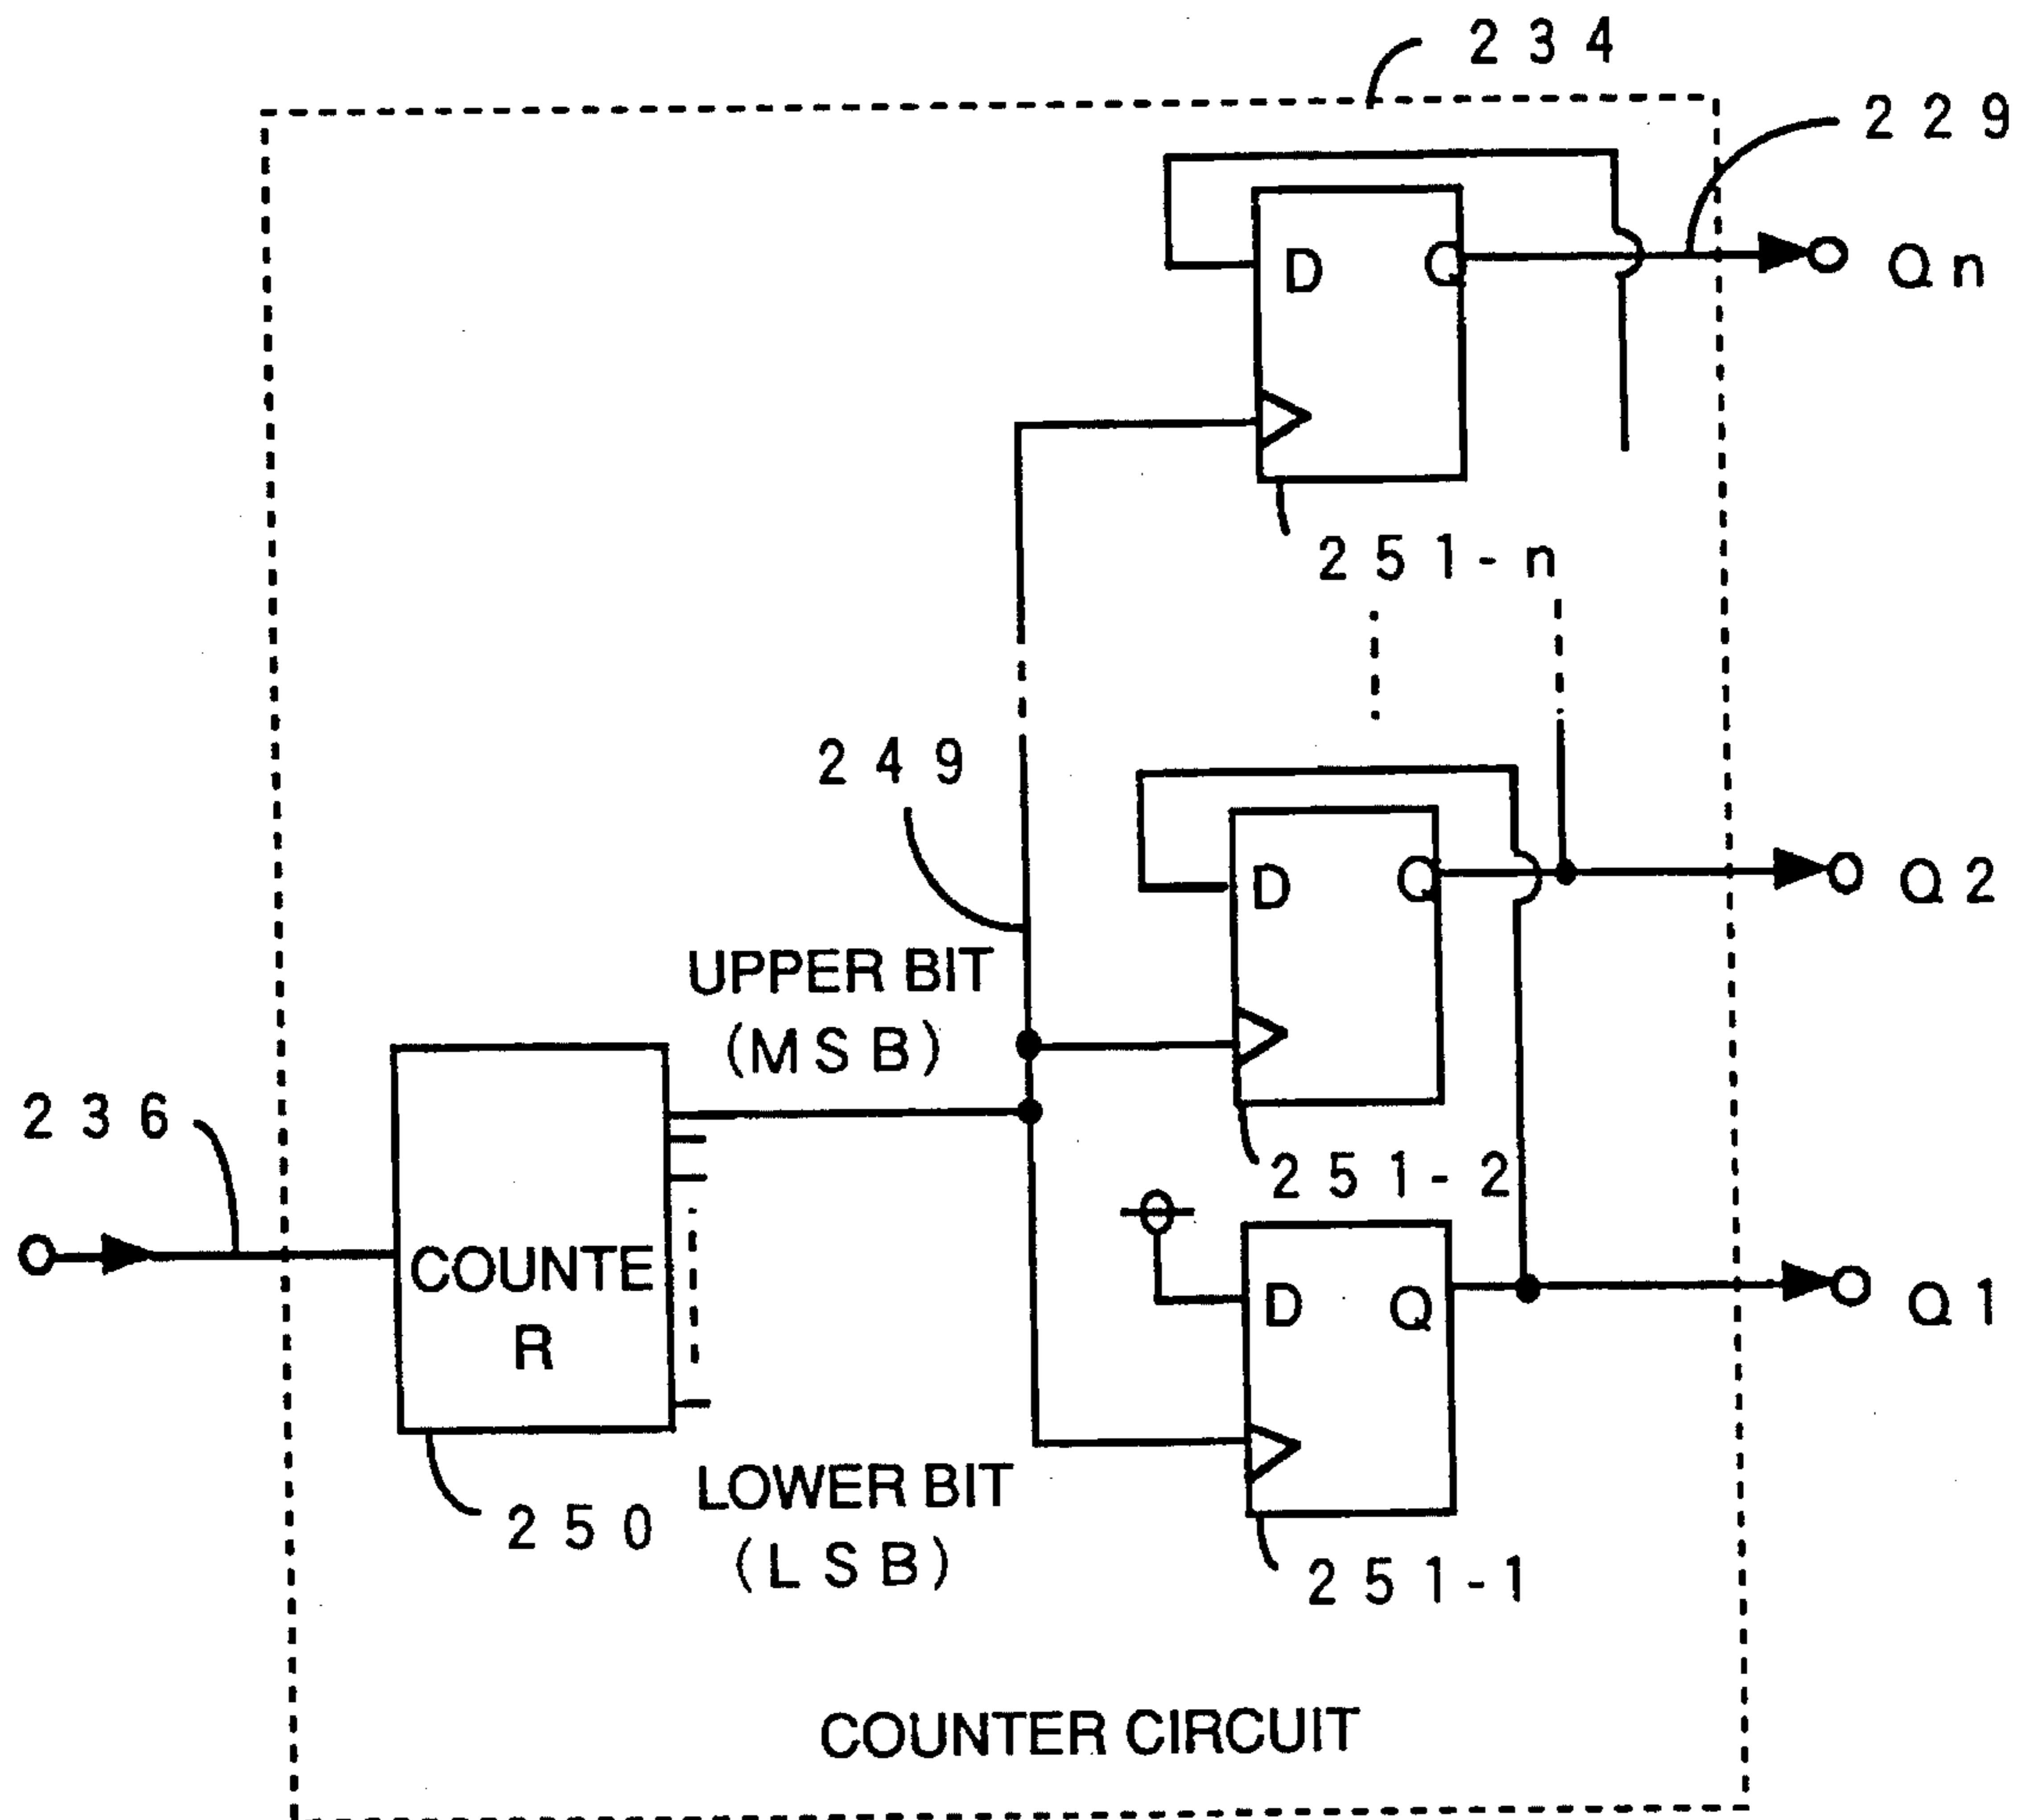 2 3 4
2 2 9
D Q
Q n
2 5 1 - n
2 4 9
D Q
Q 2
UPPER BIT
(M S B)
2 3 6
2 5 1 - 2
COUNTE
R
D Q
Q 1
LOWER BIT
(L S B)
2 5 0
2 5 1 - 1
COUNTER CIRCUIT